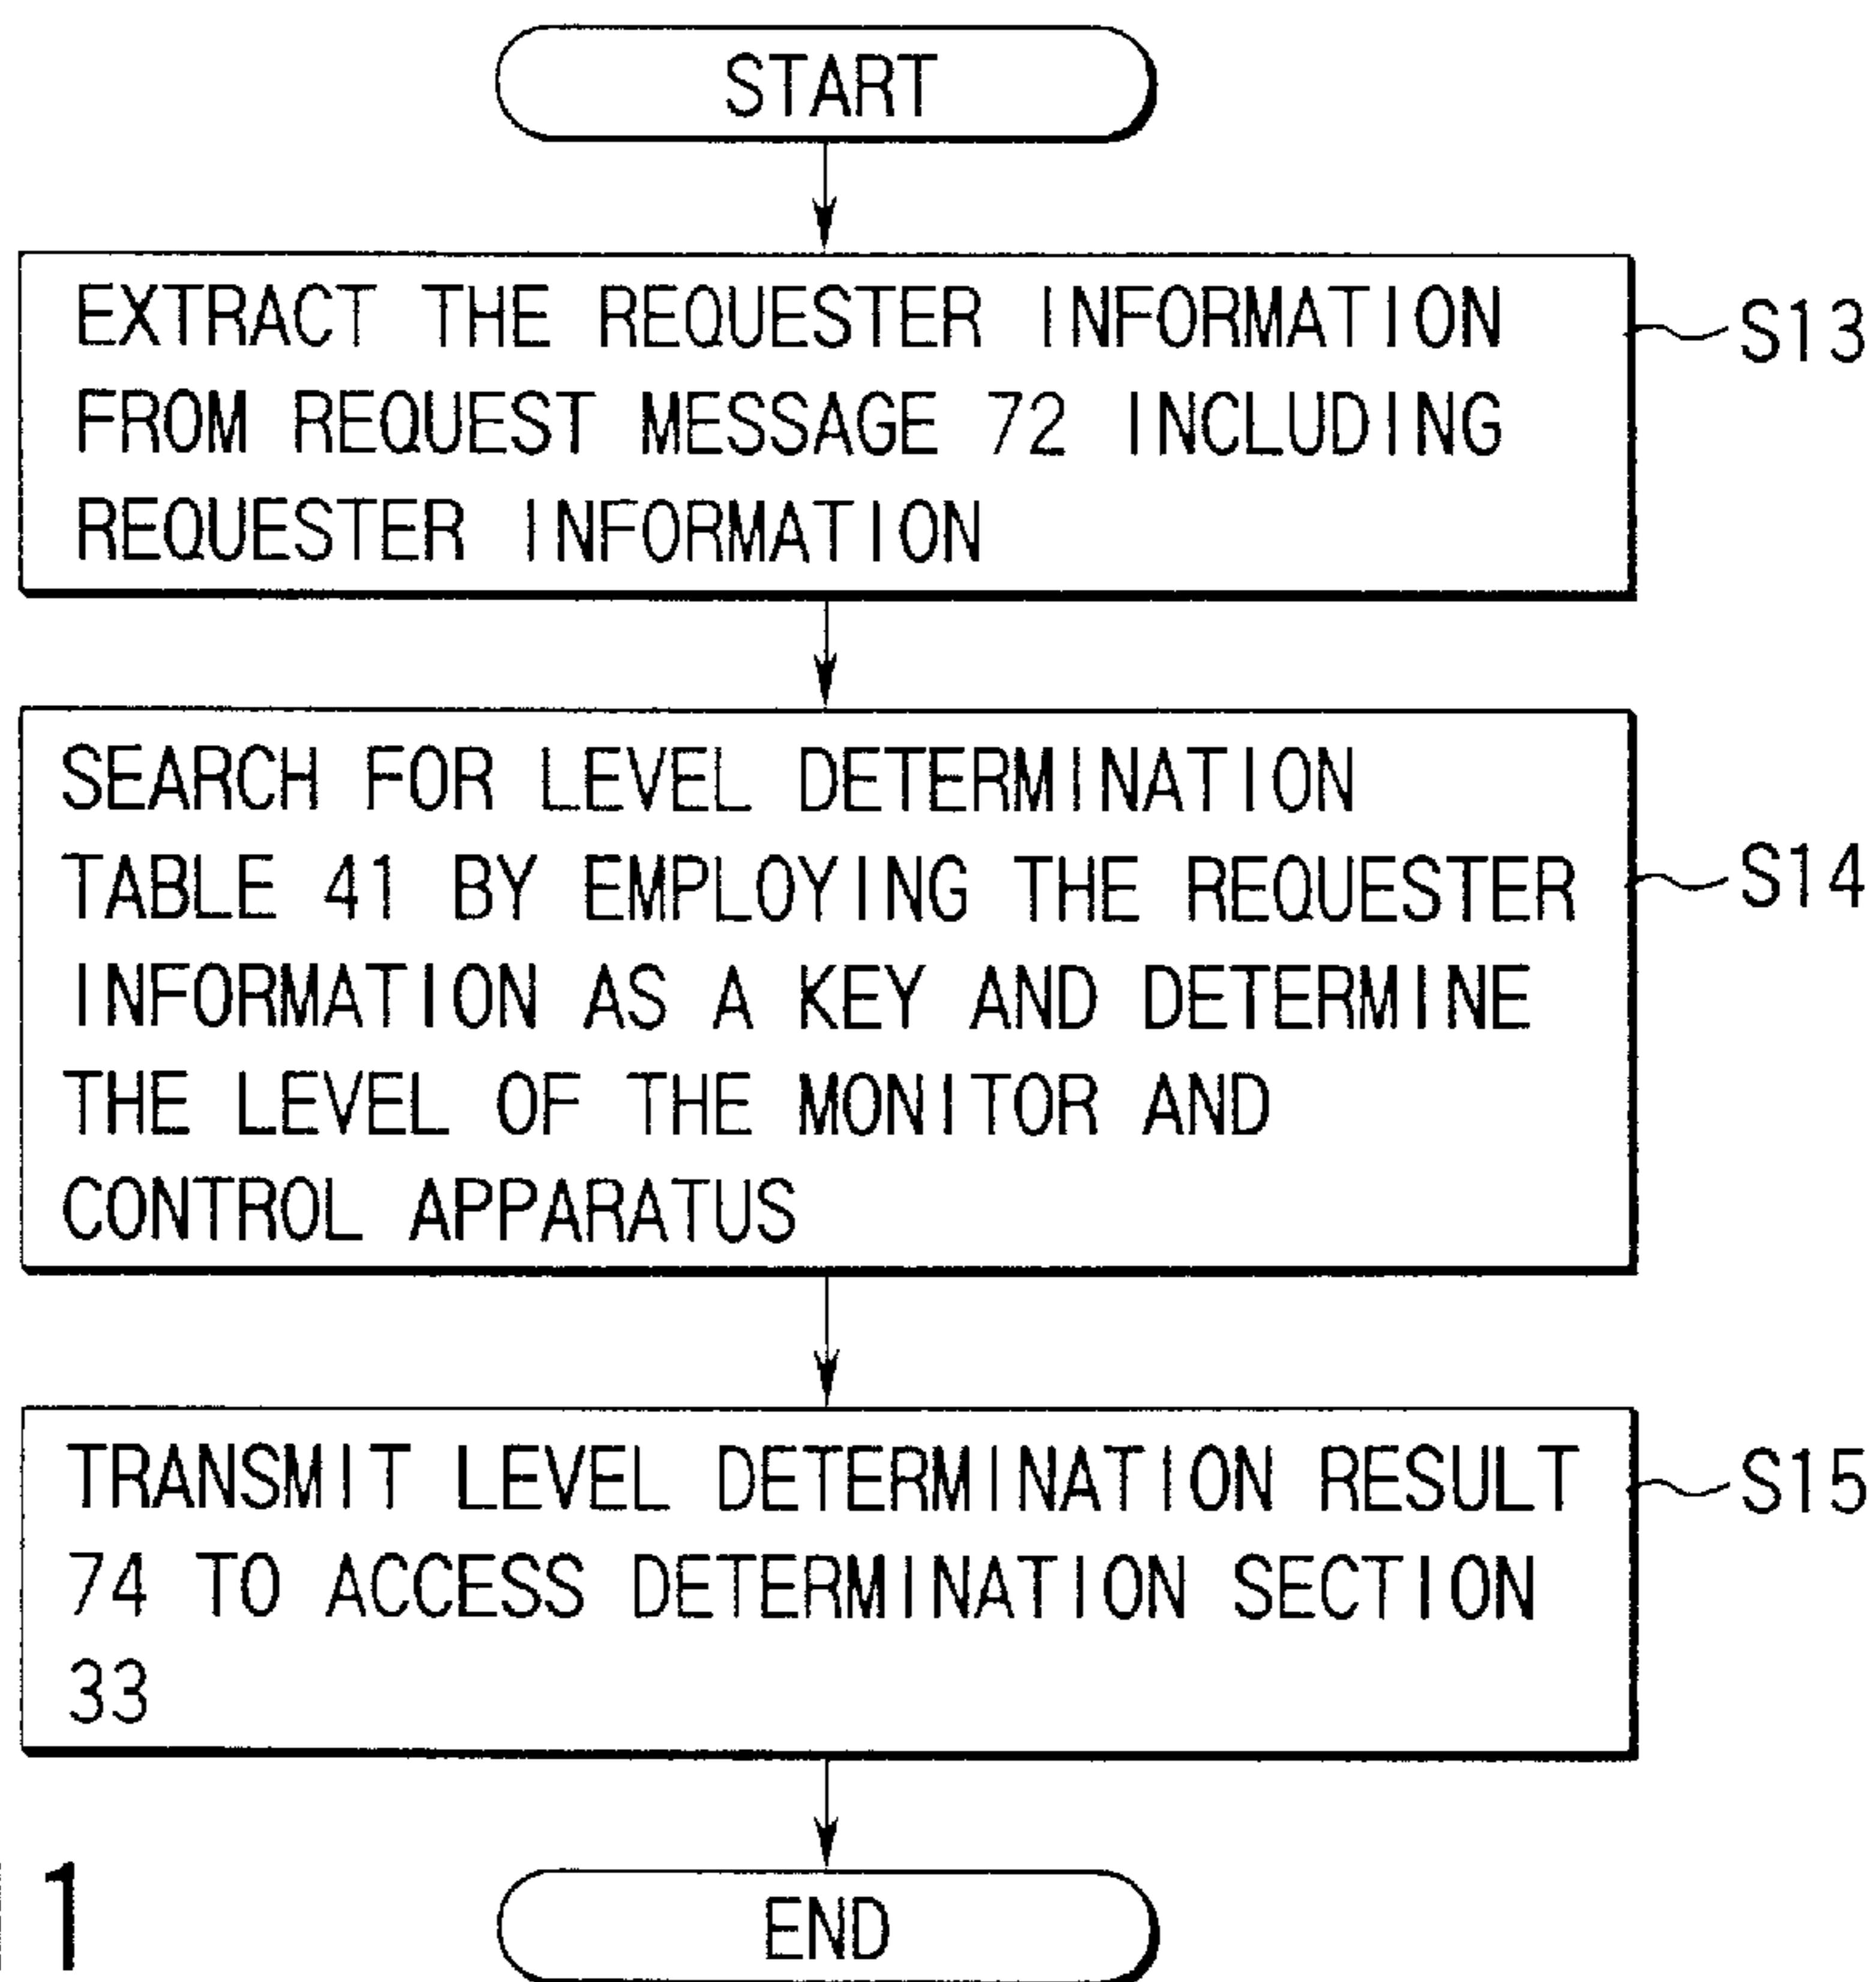 START
EXTRACT THE REQUESTER INFORMATION
FROM REQUEST MESSAGE 72 INCLUDING
REQUESTER INFORMATION
S13
SEARCH FOR LEVEL DETERMINATION
TABLE 41 BY EMPLOYING THE REQUESTER
INFORMATION AS A KEY AND DETERMINE
THE LEVEL OF THE MONITOR AND
CONTROL APPARATUS
S14
TRANSMIT LEVEL DETERMINATION RESULT
74 TO ACCESS DETERMINATION SECTION
33
S15
END
1